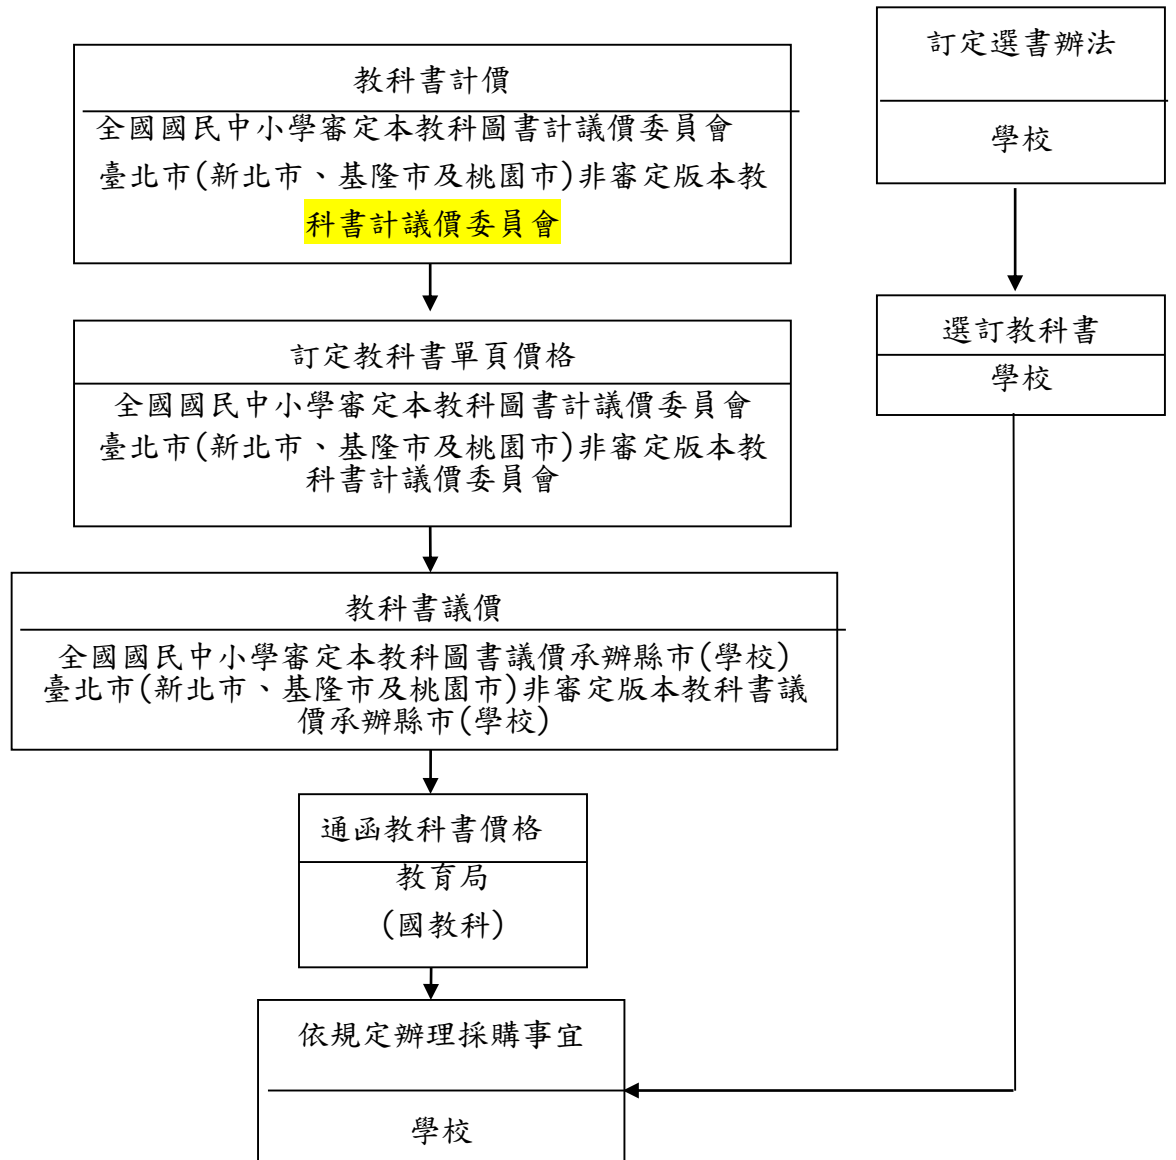 教科書計價
全國國民中小學審定本教科圖書計議價委員會
臺北市(新北市、基隆市及桃園市)非審定版本教
科書計議價委員會
訂定教科書單頁價格
全國國民中小學審定本教科圖書計議價委員會
臺北市(新北市、基隆市及桃園市)非審定版本教
科書計議價委員會
教科書議價
全國國民中小學審定本教科圖書議價承辦縣市(學校)
臺北市(新北市、基隆市及桃園市)非審定版本教科書議
價承辦縣市(學校)
通函教科書價格
教育局
(國教科)
依規定辦理採購事宜
學校
訂定選書辦法
學校
選訂教科書
學校